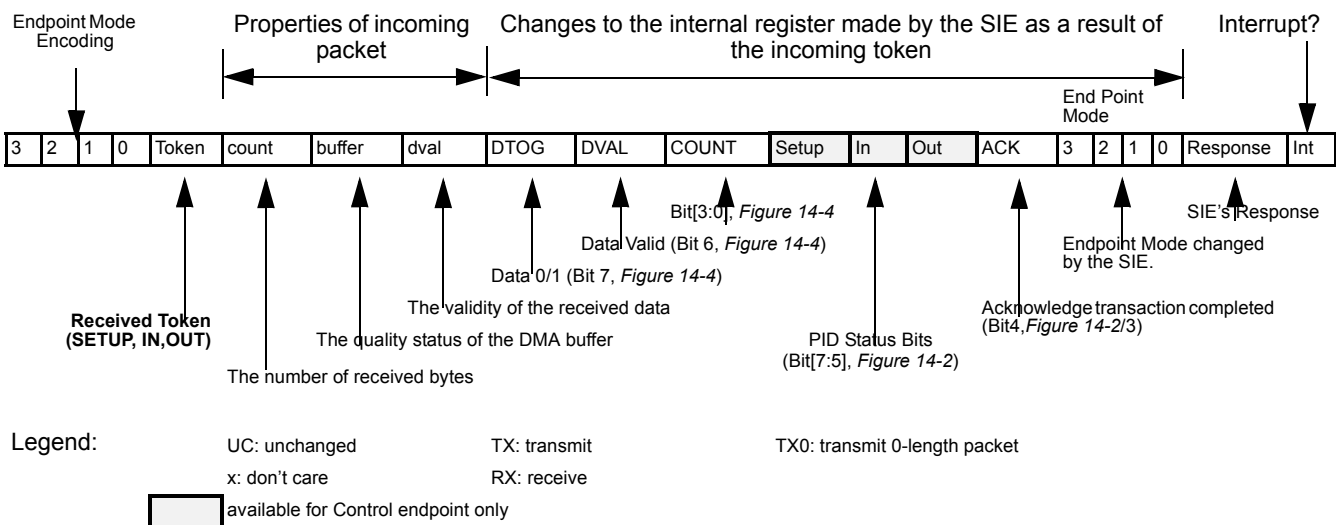 Endpoint Mode
Encoding
Properties of incoming
packet
Changes to the internal register made by the SIE as a result of
the incoming token
Interrupt?
End Point
Mode
3 2 1 0 Token count buffer dval DTOG DVAL COUNT Setup In Out ACK 3 2 1 0 Response Int
Bit[3:0], Figure 14-4
SIE's Response
Data Valid (Bit 6, Figure 14-4)
Endpoint Mode changed
by the SIE.
Data 0/1 (Bit 7, Figure 14-4)
The validity of the received data
Acknowledge transaction completed
(Bit4,Figure 14-2/3)
Received Token
(SETUP, IN,OUT)
The quality status of the DMA buffer
PID Status Bits
(Bit[7:5], Figure 14-2)
The number of received bytes
Legend:
UC: unchanged
TX: transmit
TX0: transmit 0-length packet
x: don't care
RX: receive
available for Control endpoint only